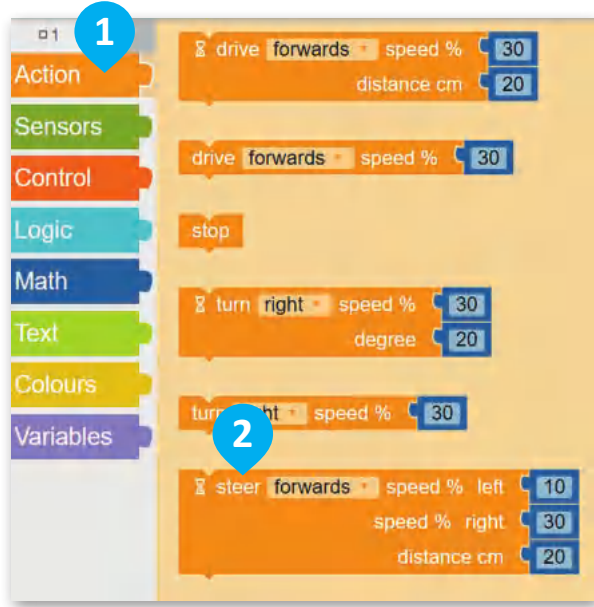 1
1
Action
Sensors
Control
Logic
Math
Text
Colours
Variables
drive forwards speed % 30
distance cm 20
drive forwards speed % 30
stop
turn right speed % 30
degree 20
speed % 30
2
steer forwards speed % left 10
speed % right 30
distance cm 20